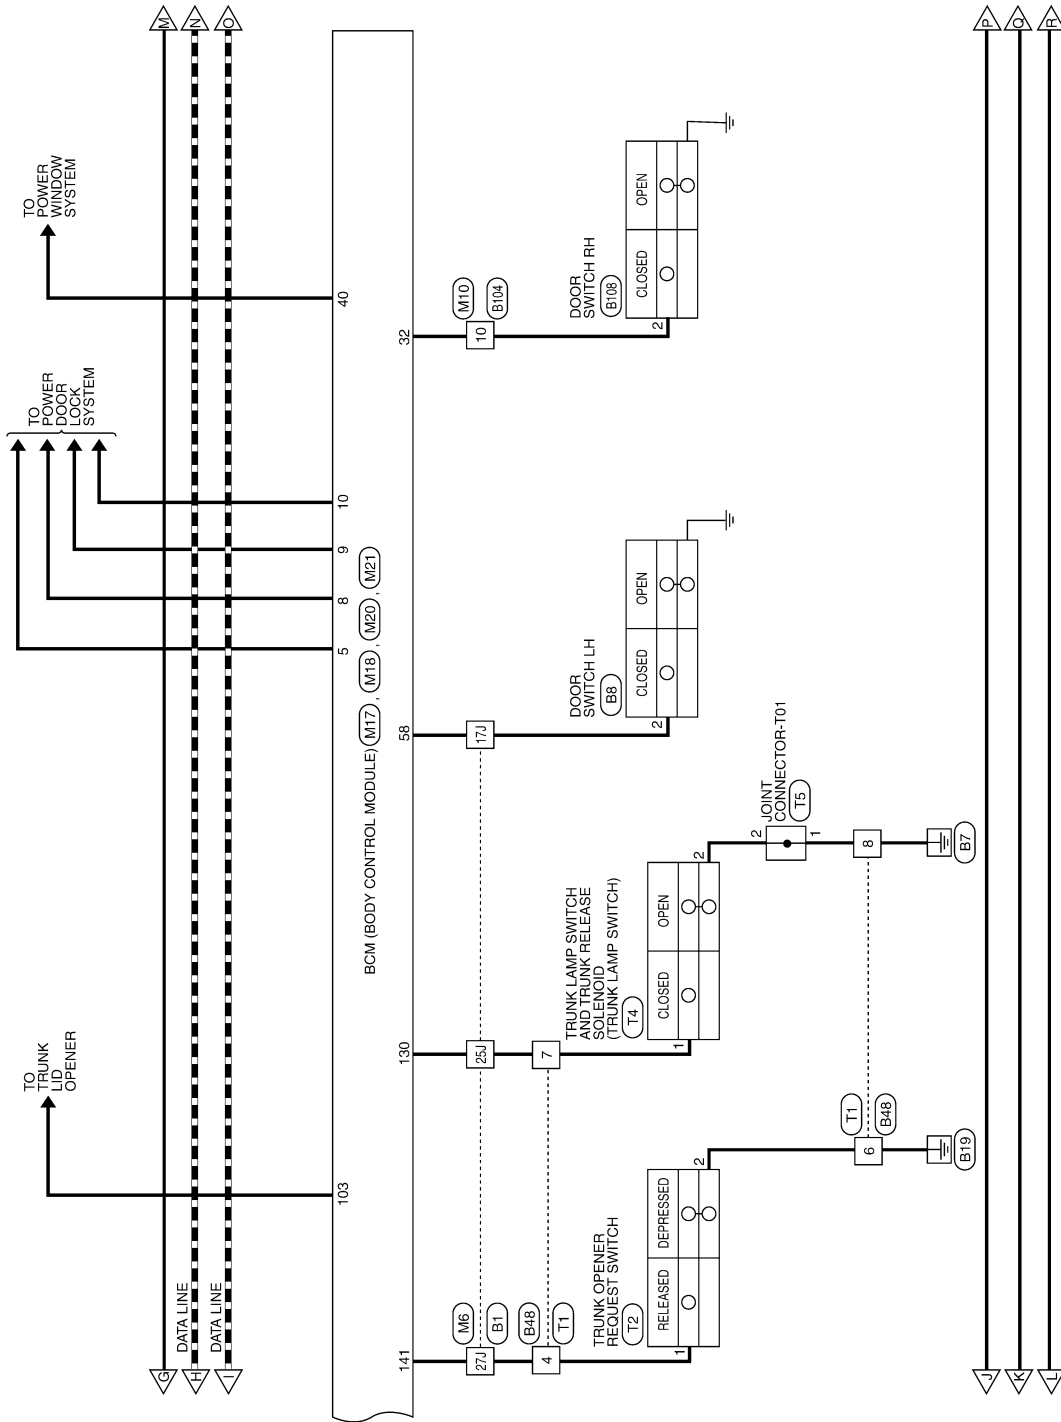 G
H
I
DATA LINE
DATA LINE
M
N
O
TO
TRUNK
LID
OPENER
TO
POWER
DOOR
LOCK
SYSTEM
TO
POWER
WINDOW
SYSTEM
103
5
8
9
10
40
BCM (BODY CONTROL MODULE) M17 , M18 , M20 , M21
141
130
58
32
27J
M6
B1
25J
17J
10
M10
B104
4
B48
T1
7
TRUNK OPENER
REQUEST SWITCH
T2
RELEASED
DEPRESSED
1
2
TRUNK LAMP SWITCH
AND TRUNK RELEASE
SOLENOID
(TRUNK LAMP SWITCH)
T4
CLOSED
OPEN
1
2
DOOR
SWITCH LH
B8
CLOSED
OPEN
2
DOOR
SWITCH RH
B108
CLOSED
OPEN
2
JOINT
CONNECTOR-T01
T5
2
1
6
T1
B48
8
B19
B7
J
K
L
P
Q
R